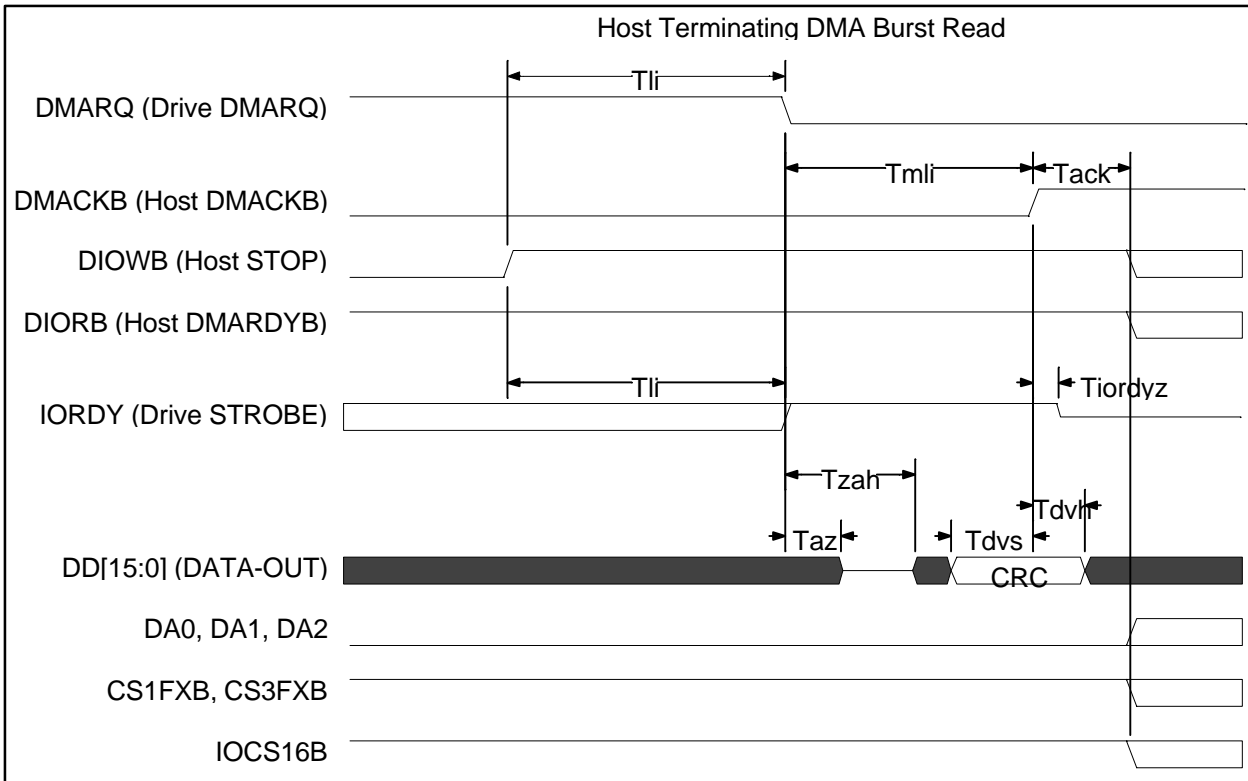 Host Terminating DMA Burst Read
Tli
DMARQ (Drive DMARQ)
Tmli
Tack
DMACKB (Host DMACKB)
DIOWB (Host STOP)
DIORB (Host DMARDYB)
Tli
Tiordyz
IORDY (Drive STROBE)
Tzah
Tdvh
Taz
Tdvs
DD[15:0] (DATA-OUT)
CRC
DA0, DA1, DA2
CS1FXB, CS3FXB
IOCS16B